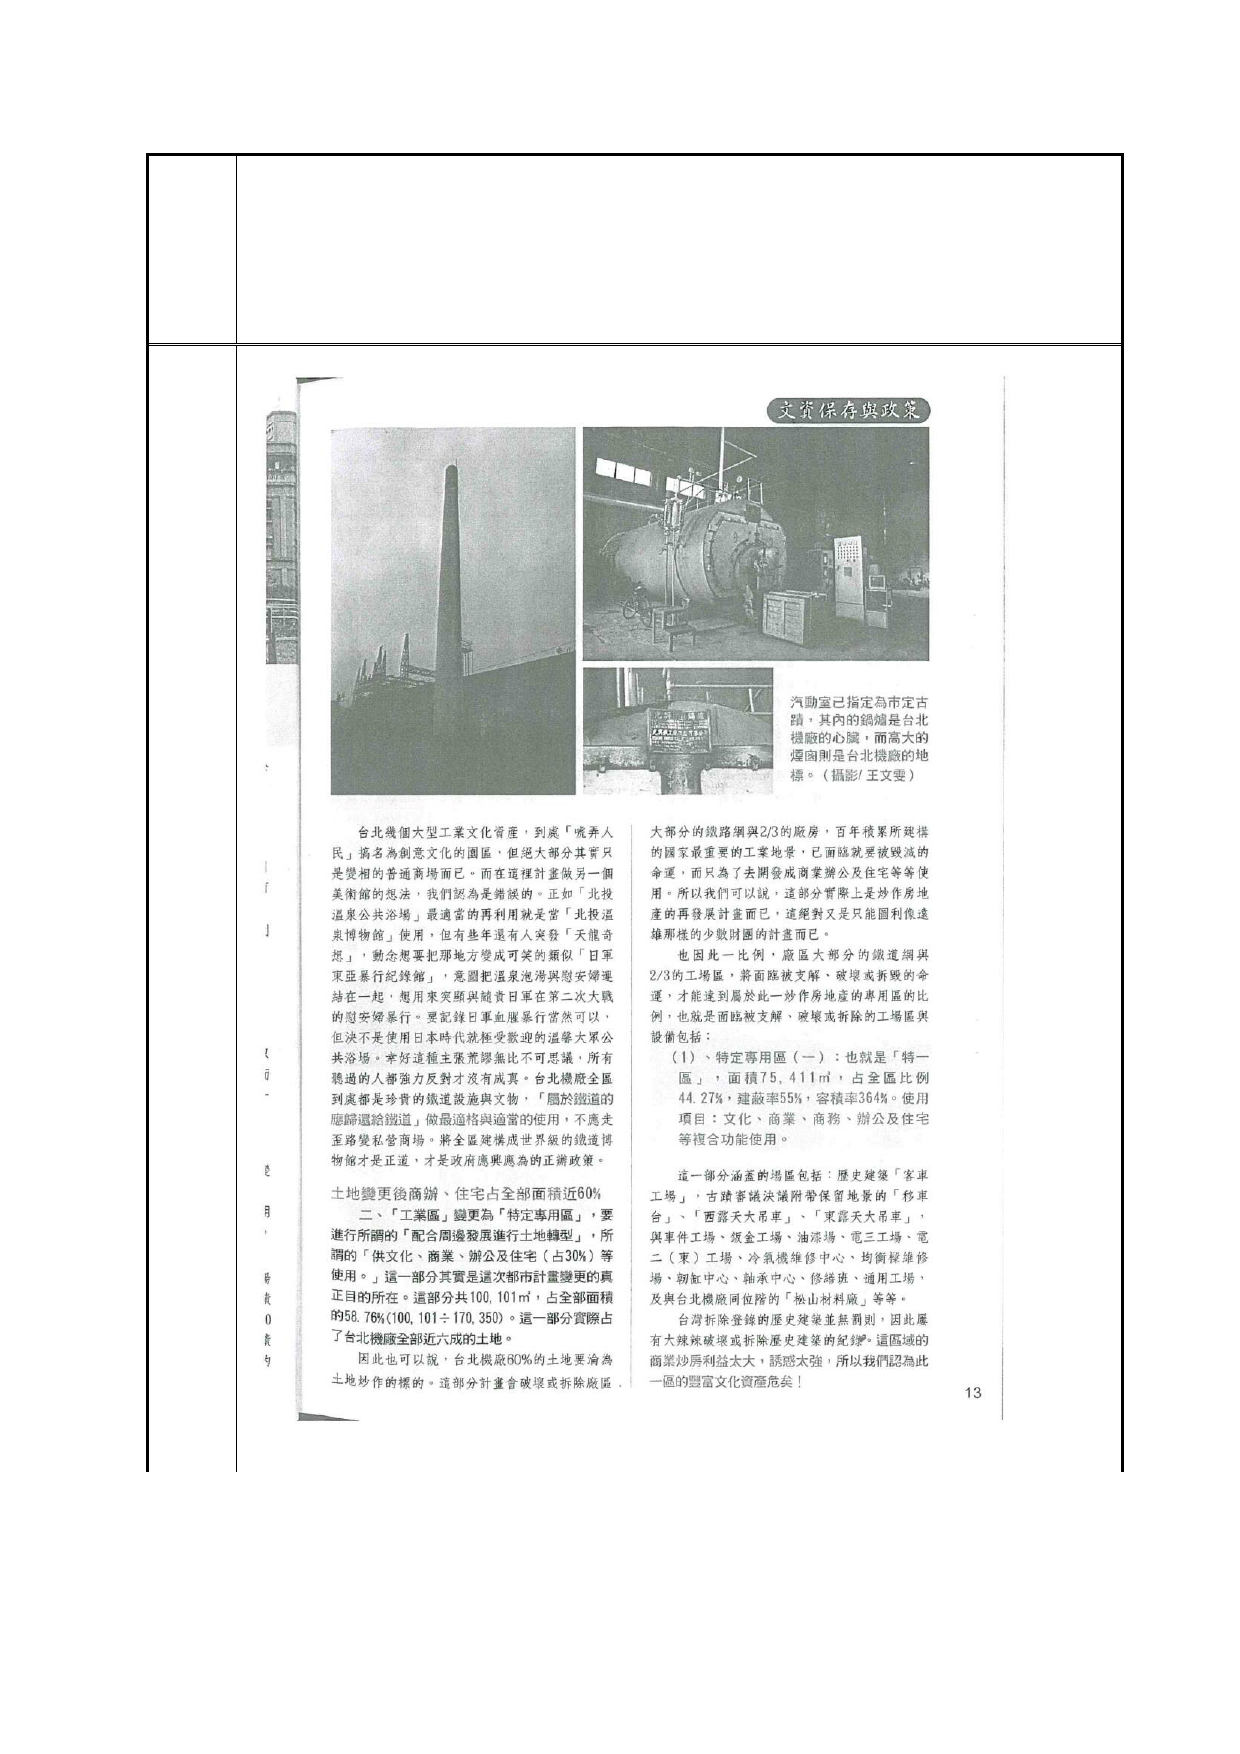 文資保存與政策
汽動室已指定為市定古
蹟，其內的鍋爐是台北
機廠的心臟，而高大的
煙囪則是台北機廠的地
標。（攝影/王文雯）
台北幾個大型工業文化資產，到處「唬弄人
民」搞名為創意文化的園區，但絕大部分其實只
是變相的普通商場而已。而在這裡計畫做另一個
美術館的想法，我們認為是錯誤的。正如「北投
溫泉公共浴場」最適當的再利用就是當「北投溫
泉博物館」使用，但有些年還有人突發「天龍奇
想」，動念想要把那地方變成可笑的類似「日軍
東亞暴行紀錄館」，意圖把溫泉泡湯與慰安婦連
結在一起，想用來突顯與譴責日軍在第二次大戰
的慰安婦暴行。要記錄日軍血腥暴行當然可以，
但決不是使用日本時代就極受歡迎的溫馨大眾公
共浴場。幸好這種主張荒謬無比不可思議，所有
聽過的人都強力反對才沒有成真。台北機廠全區
到處都是珍貴的鐵道設施與文物，「屬於鐵道的
應歸還給鐵道」做最適格與適當的使用，不應走
歪路變私營商場。將全區建構成世界級的鐵道博
物館才是正道，才是政府應興應為的正辦政策。
土地變更後商辦、住宅占全部面積近60%
二、「工業區」變更為「特定專用區」，要
進行所謂的「配合周邊發展進行土地轉型」，所
謂的「供文化、商業、辦公及住宅（占30%）等
使用。」這一部分其實是這次都市計畫變更的真
正目的所在。這部分共100, 101㎡，占全部面積
的58.76%(100, 101÷170, 350)。這一部分實際占
了台北機廠全部近六成的土地。
因此也可以說，台北機廠60%的土地要淪為
土地炒作的標的。這部分計畫會破壞或拆除廠區
大部分的鐵路網與2/3的廠房，百年積累所建構
的國家最重要的工業地景，已面臨就要被毀滅的
命運，而只為了去開發成商業辦公及住宅等等使
用。所以我們可以說，這部分實際上是炒作房地
產的再發展計畫而已，這絕對又是只能圖利像遠
雄那樣的少數財團的計畫而已。
也因此一比例，廠區大部分的鐵道網與
2/3的工場區，將面臨被支解、破壞或拆毀的命
運，才能達到屬於此一炒作房地產的專用區的比
例，也就是面臨被支解、破壞或拆除的工場區與
設備包括：
（1）、特定專用區（一）：也就是「特一
區」，面積75, 411㎡，占全區比例
44.27%，建蔽率55%，容積率364%。使用
項目：文化、商業、商務、辦公及住宅
等複合功能使用。
這一部分涵蓋的場區包括：歷史建築「客車
工場」，古蹟審議決議附帶保留地景的「移車
台」、「西露天大吊車」、「東露天大吊車」，
與車件工場、鈑金工場、油漆場、電三工場、電
二（東）工場、冷氣機維修中心、均衡樑維修
場、韌缸中心、軸承中心、修繕班、通用工場，
及與台北機廠同位階的「松山材料廠」等等。
台灣拆除登錄的歷史建築並無罰則，因此屢
有大辣辣破壞或拆除歷史建築的紀錄。這區域的
商業炒房利益太大，誘惑太強，所以我們認為此
一區的豐富文化資產危矣！
13